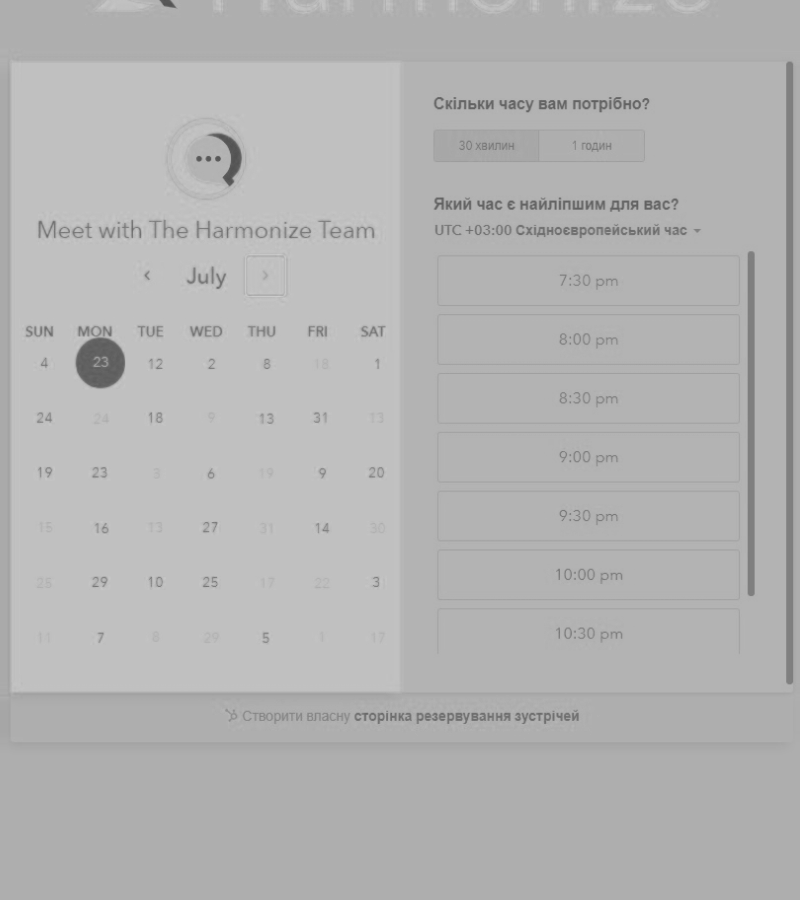 Harmonize
Meet with The Harmonize Team
July
SUN MON TUE WED THU FRI SAT
4 23 12 2 8 18 1
24 24 18 9 13 31 13
19 23 3 6 19 9 20
15 16 13 27 31 14 30
28 29 10 25 17 22 3
11 7 8 29 5 1 17
Скільки часу вам потрібно?
30 хвилин 1 годин
Який час є найліпшим для вас?
UTC +03:00 Східноєвропейський час
7:30 pm
8:00 pm
8:30 pm
9:00 pm
9:30 pm
10:00 pm
10:30 pm
Створити власну сторінка резервування зустрічей